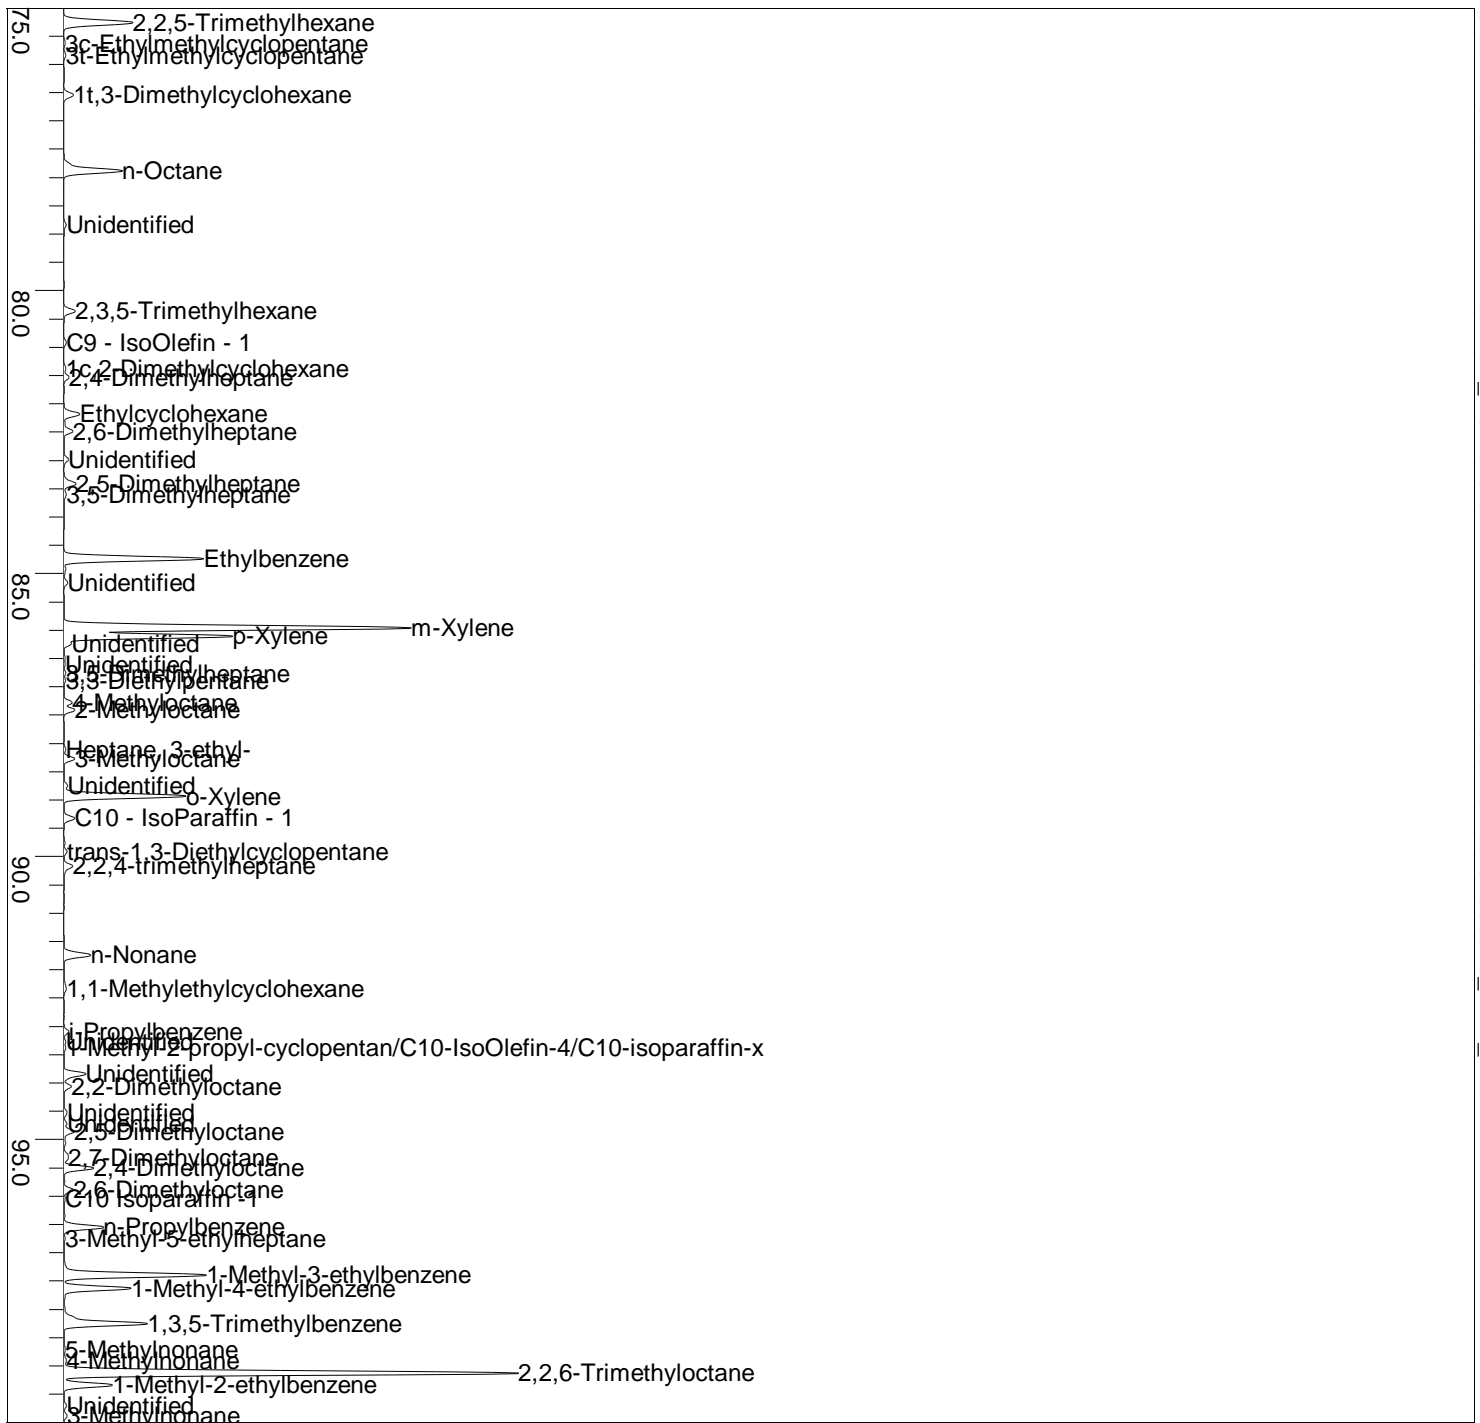 75.0
2,2,5-Trimethylhexane
3c-Ethylmethylcyclopentane
3t-Ethylmethylcyclopentane
1t,3-Dimethylcyclohexane
n-Octane
Unidentified
80.0
2,3,5-Trimethylhexane
C9 - IsoOlefin - 1
1c,2-Dimethylcyclohexane
2,4-Dimethylheptane
Ethylcyclohexane
2,6-Dimethylheptane
Unidentified
2,5-Dimethylheptane
3,5-Dimethylheptane
Ethylbenzene
85.0
Unidentified
m-Xylene
p-Xylene
Unidentified
Unidentified
3,5-Dimethylheptane
3,3-Diethylpentane
4-Methyloctane
2-Methyloctane
Heptane, 3-ethyl-
3-Methyloctane
Unidentified
o-Xylene
C10 - IsoParaffin - 1
trans-1,3-Diethylcyclopentane
90.0
2,2,4-trimethylheptane
n-Nonane
1,1-Methylethylcyclohexane
i-Propylbenzene
Unidentified
1-Methyl-2-propyl-cyclopentan/C10-IsoOlefin-4/C10-isoparaffin-x
Unidentified
2,2-Dimethyloctane
Unidentified
Unidentified
2,5-Dimethyloctane
95.0
2,7-Dimethyloctane
2,4-Dimethyloctane
2,6-Dimethyloctane
C10 Isoparaffin -1
n-Propylbenzene
3-Methyl-5-ethylheptane
1-Methyl-3-ethylbenzene
1-Methyl-4-ethylbenzene
1,3,5-Trimethylbenzene
5-Methylnonane
4-Methylnonane
2,2,6-Trimethyloctane
1-Methyl-2-ethylbenzene
Unidentified
3-Methylnonane